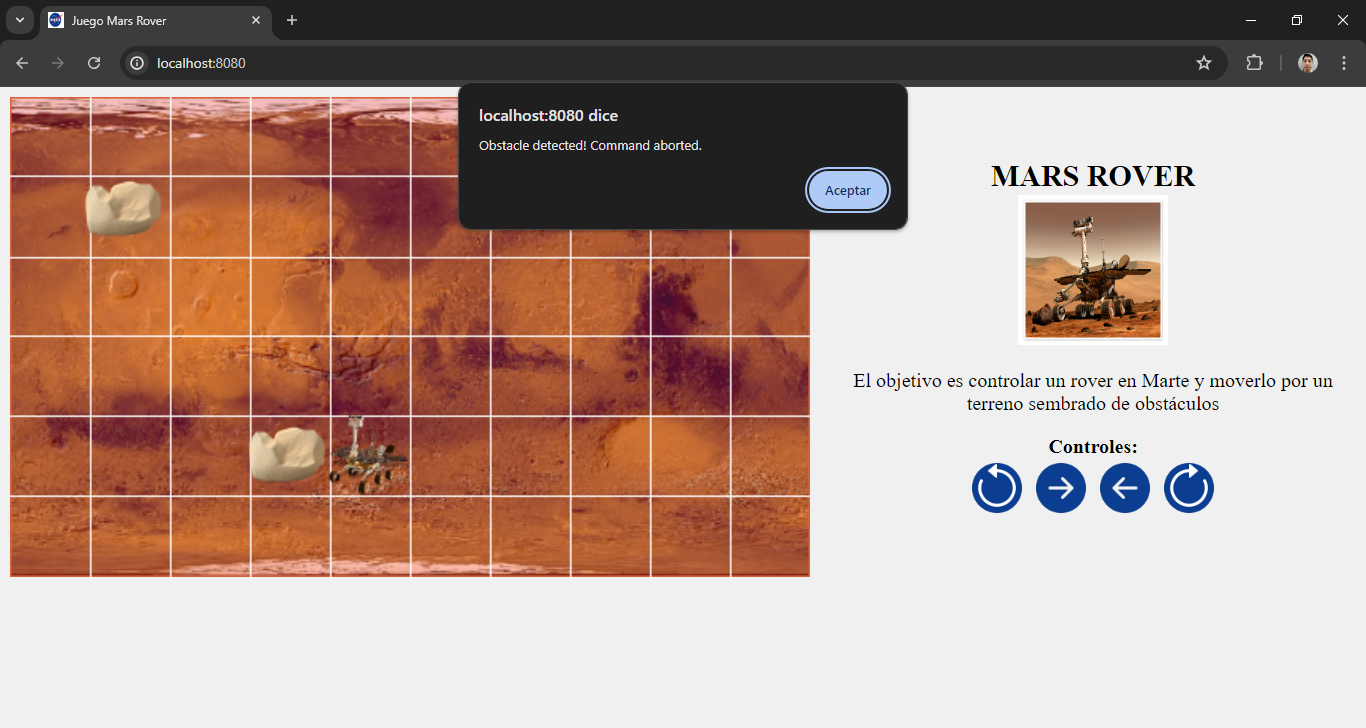 Juego Mars Rover
localhost:8080
localhost:8080 dice
Obstacle detected! Command aborted.
Aceptar
MARS ROVER
El objetivo es controlar un rover en Marte y moverlo por un
terreno sembrado de obstáculos
Controles: